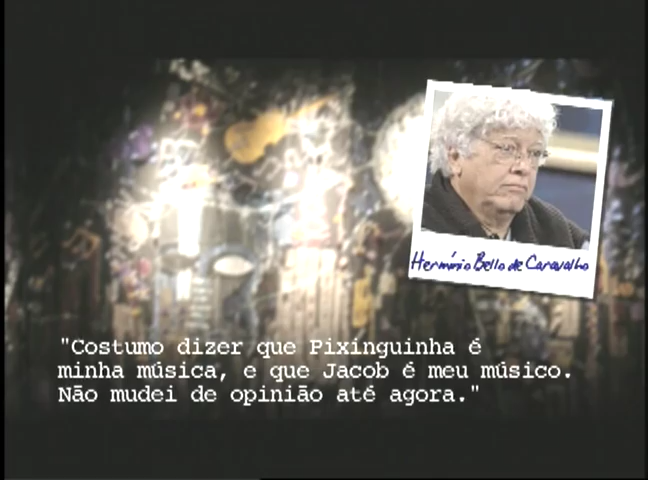 Hermínio Bello de Caravalho
"Costumo dizer que Pixinguinha é
minha música, e que Jacob é meu músico.
Não mudei de opinião até agora."